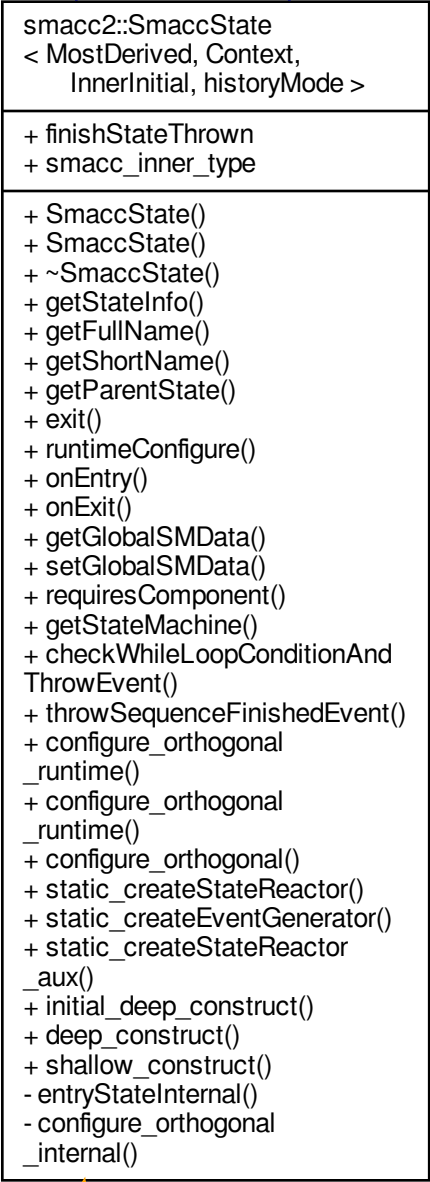 smacc2::SmaccState
< MostDerived, Context,
InnerInitial, historyMode >
+ finishStateThrown
+ smacc_inner_type
+ SmaccState()
+ SmaccState()
+ ~SmaccState()
+ getStateInfo()
+ getFullName()
+ getShortName()
+ getParentState()
+ exit()
+ runtimeConfigure()
+ onEntry()
+ onExit()
+ getGlobalSMData()
+ setGlobalSMData()
+ requiresComponent()
+ getStateMachine()
+ checkWhileLoopConditionAnd
ThrowEvent()
+ throwSequenceFinishedEvent()
+ configure_orthogonal
_runtime()
+ configure_orthogonal
_runtime()
+ configure_orthogonal()
+ static_createStateReactor()
+ static_createEventGenerator()
+ static_createStateReactor
_aux()
+ initial_deep_construct()
+ deep_construct()
+ shallow_construct()
- entryStateInternal()
- configure_orthogonal
_internal()